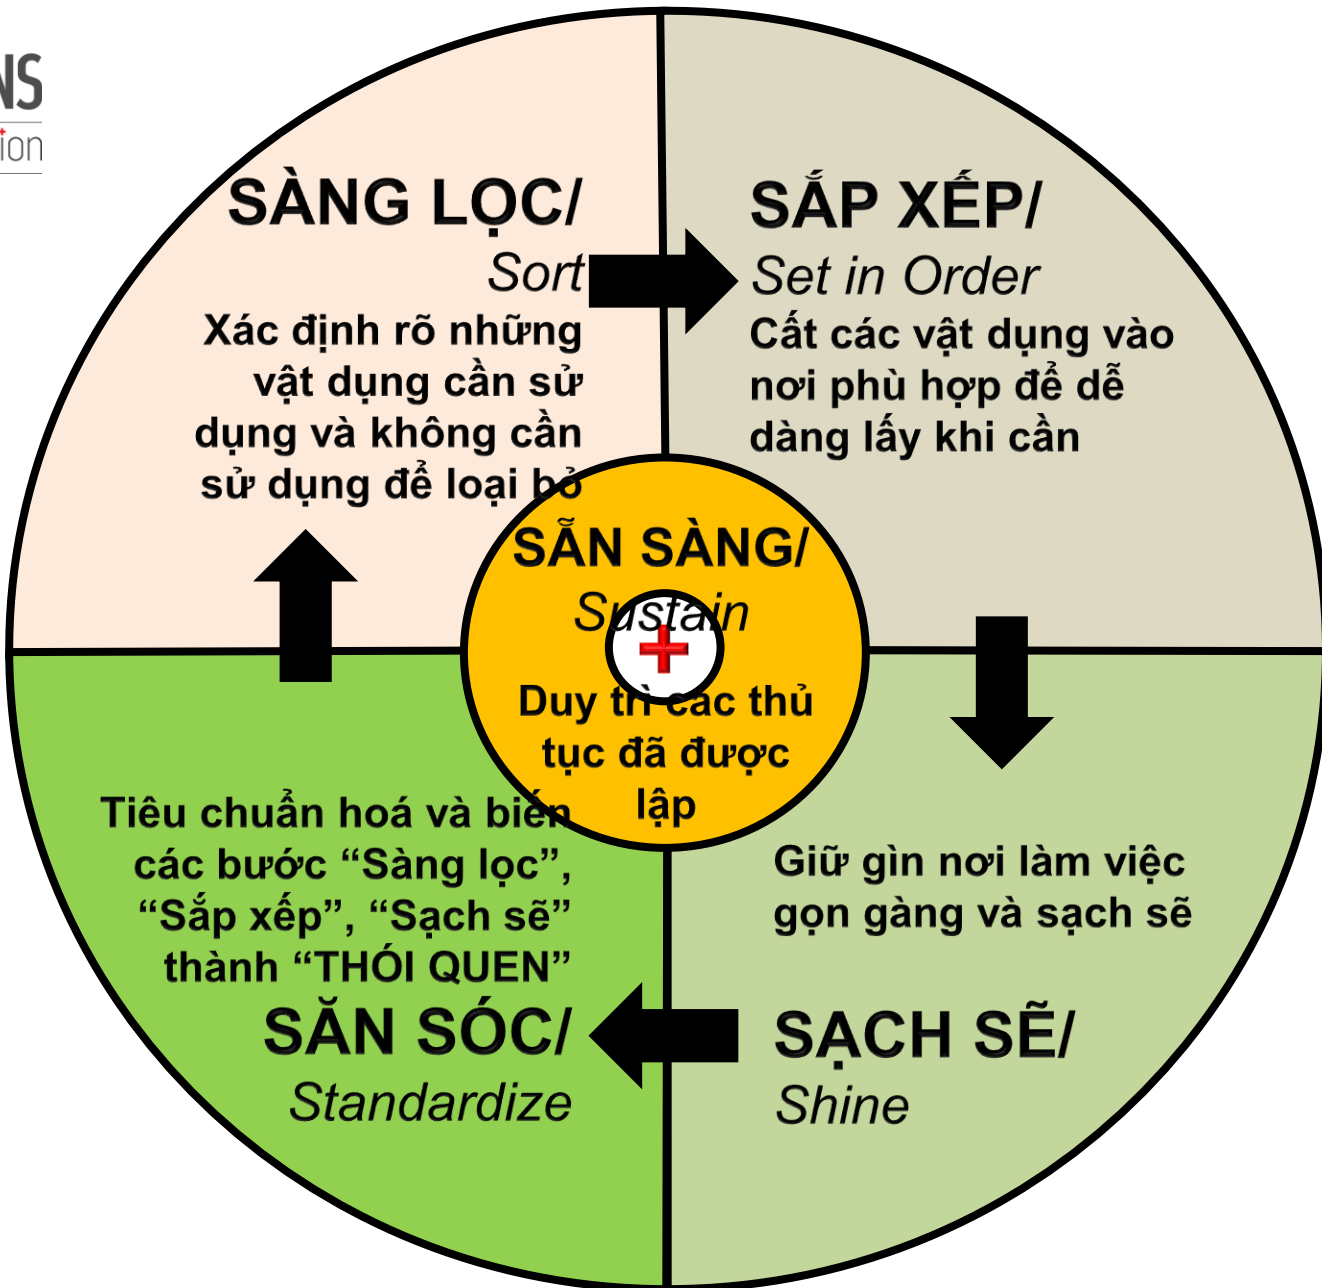 NS
ion
SÀNG LỌC/
Sort
Xác định rõ những
vật dụng cần sử
dụng và không cần
sử dụng để loại bỏ
SẮP XẾP/
Set in Order
Cất các vật dụng vào
nơi phù hợp để dễ
dàng lấy khi cần
SẴN SÀNG/
Sustain
Duy trì các thủ
tục đã được
lập
Giữ gìn nơi làm việc
gọn gàng và sạch sẽ
SẠCH SẼ/
Shine
Tiêu chuẩn hoá và biến
các bước “Sàng lọc”,
“Sắp xếp”, “Sạch sẽ”
thành “THÓI QUEN”
SĂN SÓC/
Standardize